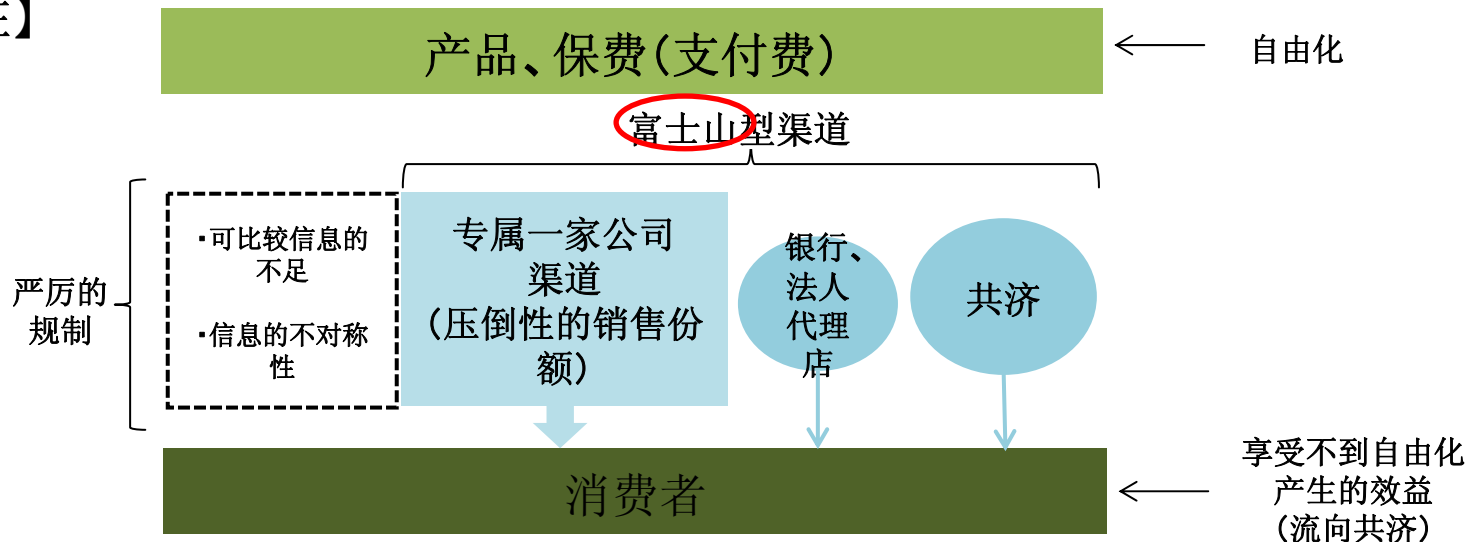 】
产品、保费(支付费)
自由化
富士山型渠道
严厉的
规制
▪可比较信息的
不足
▪信息的不对称
性
专属一家公司
渠道
(压倒性的销售份
额)
银行、
法人
代理
店
共济
消费者
享受不到自由化
产生的效益
(流向共济)